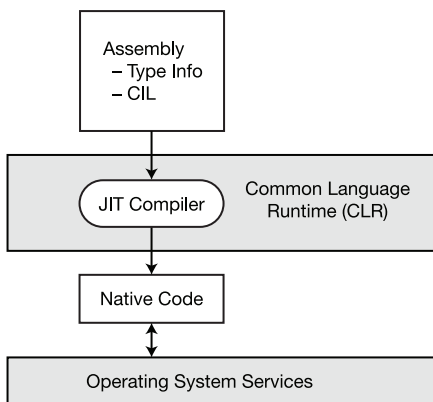 Assembly
– Type Info
– CIL
JIT Compiler
Common Language
Runtime (CLR)
Native Code
Operating System Services